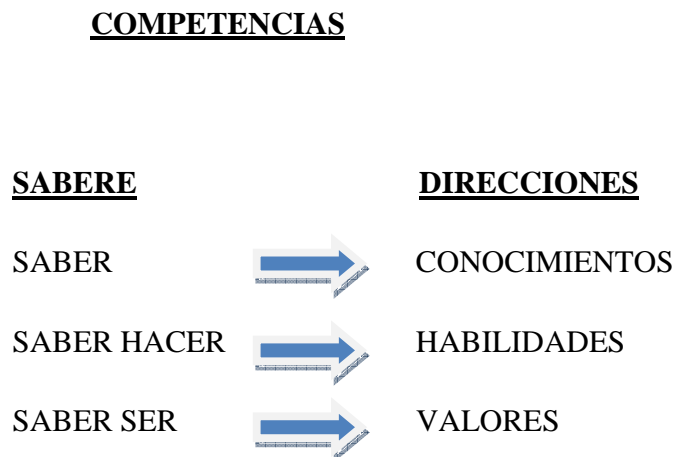 COMPETENCIAS
SABERE DIRECCIONES
SABER CONOCIMIENTOS
SABER HACER HABILIDADES
SABER SER VALORES